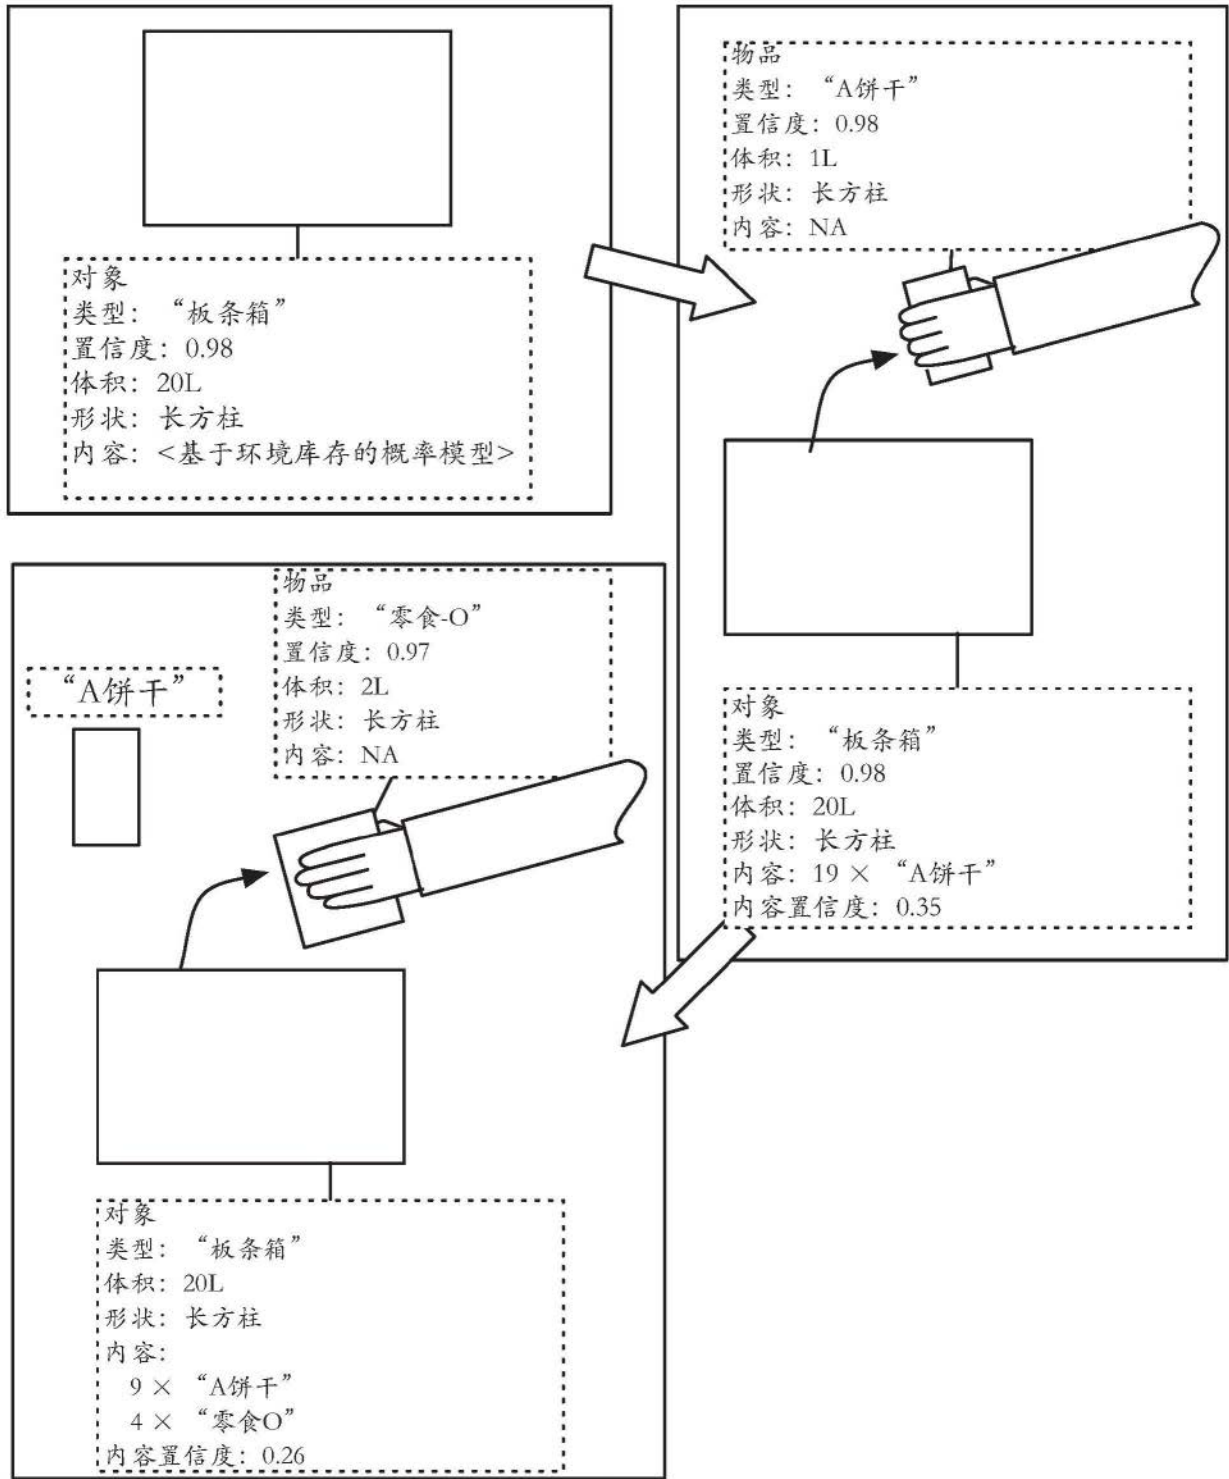 对象
类型：“板条箱”
置信度：0.98
体积：20L
形状：长方柱
内容：<基于环境库存的概率模型>
物品
类型：“A饼干”
置信度：0.98
体积：1L
形状：长方柱
内容：NA
对象
类型：“板条箱”
置信度：0.98
体积：20L
形状：长方柱
内容：19 × “A饼干”
内容置信度：0.35
物品
类型：“零食-O”
置信度：0.97
体积：2L
形状：长方柱
内容：NA
“A饼干”
对象
类型：“板条箱”
体积：20L
形状：长方柱
内容：
9 × “A饼干”
4 × “零食O”
内容置信度：0.26